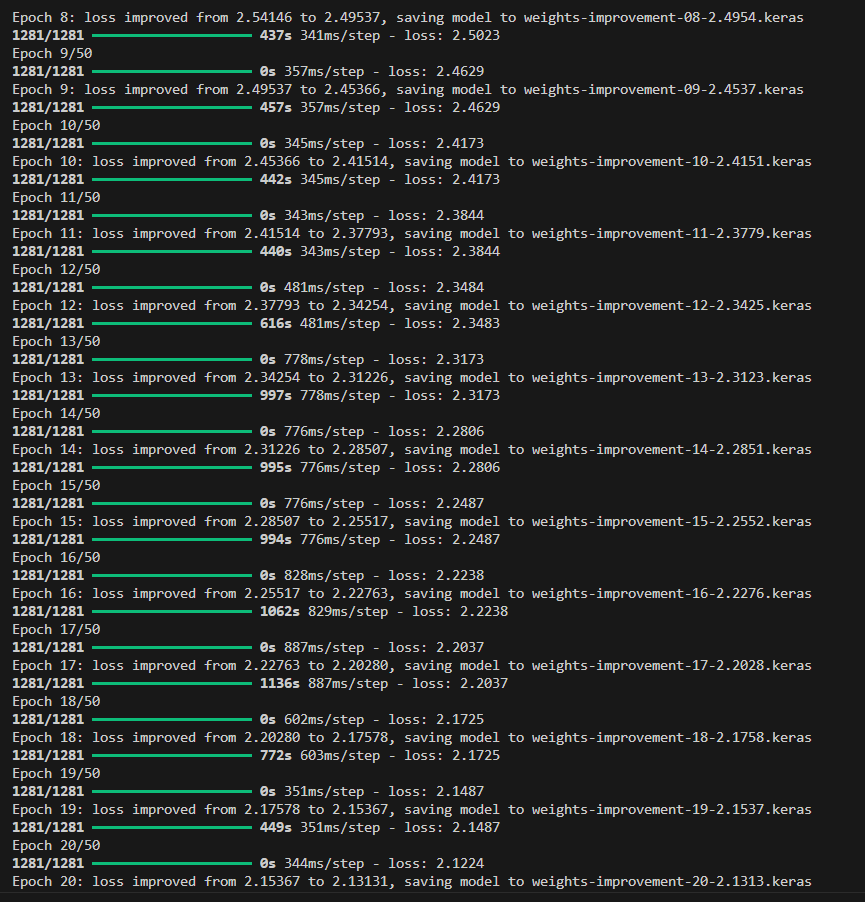 Epoch 8: loss improved from 2.54146 to 2.49537, saving model to weights-improvement-08-2.4954.keras
1281/1281 437s 341ms/step - loss: 2.5023
Epoch 9/50
1281/1281 0s 357ms/step - loss: 2.4629
Epoch 9: loss improved from 2.49537 to 2.45366, saving model to weights-improvement-09-2.4537.keras
1281/1281 457s 357ms/step - loss: 2.4629
Epoch 10/50
1281/1281 0s 345ms/step - loss: 2.4173
Epoch 10: loss improved from 2.45366 to 2.41514, saving model to weights-improvement-10-2.4151.keras
1281/1281 442s 345ms/step - loss: 2.4173
Epoch 11/50
1281/1281 0s 343ms/step - loss: 2.3844
Epoch 11: loss improved from 2.41514 to 2.37793, saving model to weights-improvement-11-2.3779.keras
1281/1281 440s 343ms/step - loss: 2.3844
Epoch 12/50
1281/1281 0s 481ms/step - loss: 2.3484
Epoch 12: loss improved from 2.37793 to 2.34254, saving model to weights-improvement-12-2.3425.keras
1281/1281 616s 481ms/step - loss: 2.3483
Epoch 13/50
1281/1281 0s 778ms/step - loss: 2.3173
Epoch 13: loss improved from 2.34254 to 2.31226, saving model to weights-improvement-13-2.3123.keras
1281/1281 997s 778ms/step - loss: 2.3173
Epoch 14/50
1281/1281 0s 776ms/step - loss: 2.2806
Epoch 14: loss improved from 2.31226 to 2.28507, saving model to weights-improvement-14-2.2851.keras
1281/1281 995s 776ms/step - loss: 2.2806
Epoch 15/50
1281/1281 0s 776ms/step - loss: 2.2487
Epoch 15: loss improved from 2.28507 to 2.25517, saving model to weights-improvement-15-2.2552.keras
1281/1281 994s 776ms/step - loss: 2.2487
Epoch 16/50
1281/1281 0s 828ms/step - loss: 2.2238
Epoch 16: loss improved from 2.25517 to 2.22763, saving model to weights-improvement-16-2.2276.keras
1281/1281 1062s 829ms/step - loss: 2.2238
Epoch 17/50
1281/1281 0s 887ms/step - loss: 2.2037
Epoch 17: loss improved from 2.22763 to 2.20280, saving model to weights-improvement-17-2.2028.keras
1281/1281 1136s 887ms/step - loss: 2.2037
Epoch 18/50
1281/1281 0s 602ms/step - loss: 2.1725
Epoch 18: loss improved from 2.20280 to 2.17578, saving model to weights-improvement-18-2.1758.keras
1281/1281 772s 603ms/step - loss: 2.1725
Epoch 19/50
1281/1281 0s 351ms/step - loss: 2.1487
Epoch 19: loss improved from 2.17578 to 2.15367, saving model to weights-improvement-19-2.1537.keras
1281/1281 449s 351ms/step - loss: 2.1487
Epoch 20/50
1281/1281 0s 344ms/step - loss: 2.1224
Epoch 20: loss improved from 2.15367 to 2.13131, saving model to weights-improvement-20-2.1313.keras